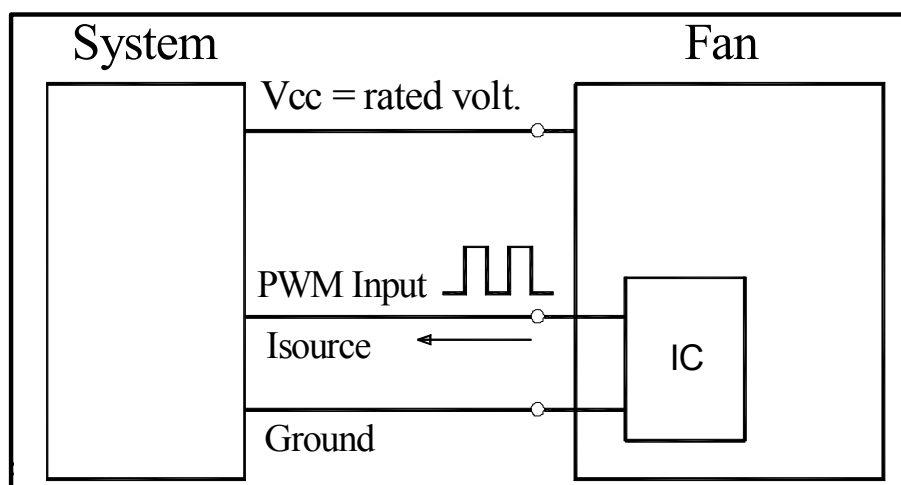 System
Fan
Vcc = rated volt.
PWM Input
Isource
IC
Ground